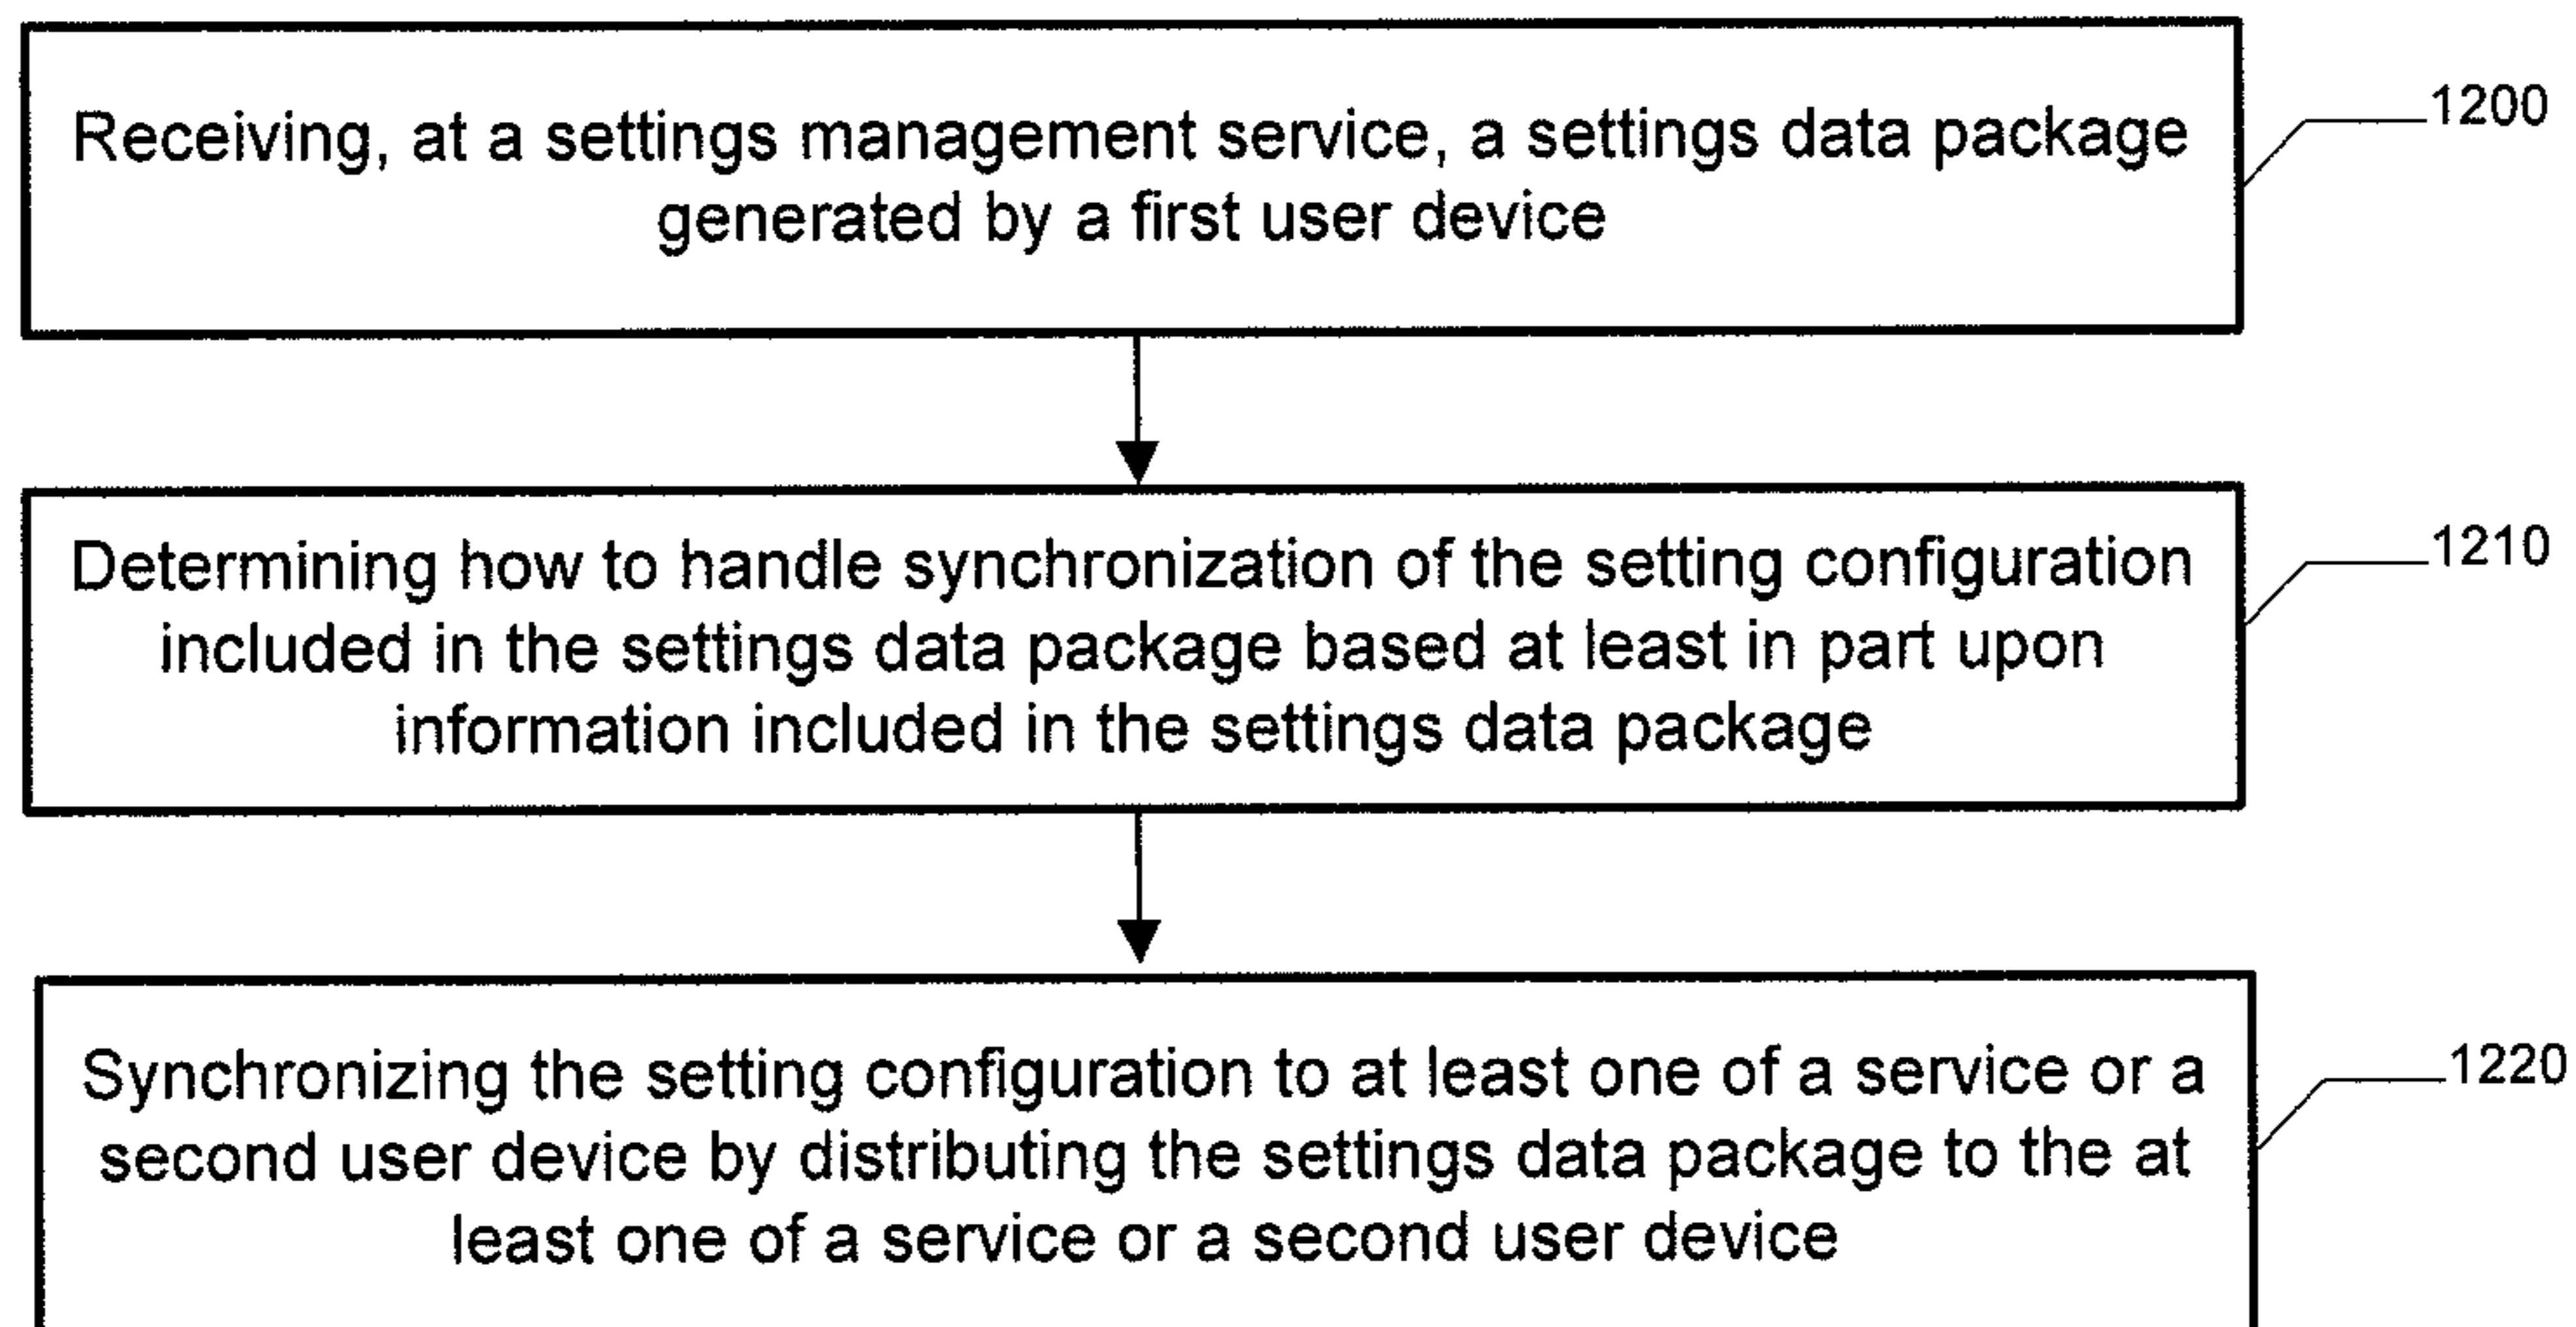 Receiving, at a settings management service, a settings data package
generated by a first user device
1200
Determining how to handle synchronization of the setting configuration
included in the settings data package based at least in part upon
information included in the settings data package
1210
Synchronizing the setting configuration to at least one of a service or a
second user device by distributing the settings data package to the at
least one of a service or a second user device
1220